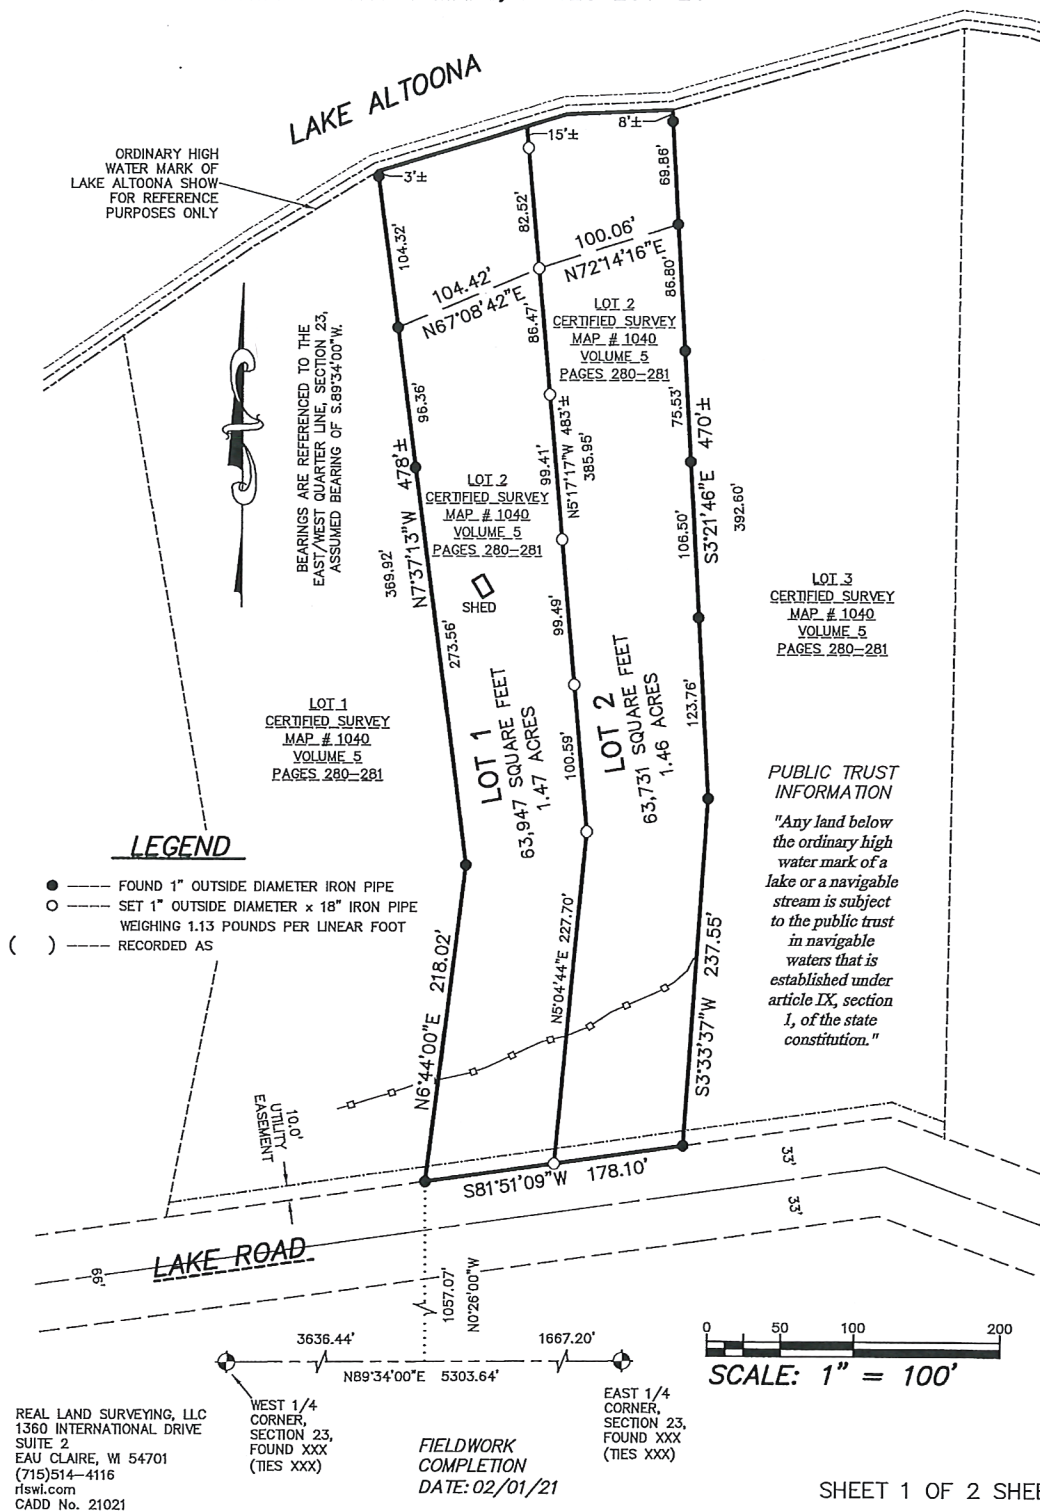 LAKE ALTOONA
ORDINARY HIGH
WATER MARK OF
LAKE ALTOONA SHOW
FOR REFERENCE
PURPOSES ONLY
3'±
15'±
8'±
104.32'
82.52'
69.86'
104.42'
N67°08'42"E
100.06'
N72°14'16"E
86.47'
86.80'
BEARINGS ARE REFERENCED TO THE
EAST/WEST QUARTER LINE, SECTION 23,
ASSUMED BEARING OF S.89°34'00"W.
LOT 2
CERTIFIED SURVEY
MAP # 1040
VOLUME 5
PAGES 280-281
96.36'
75.53'
N7°37'13"W 478'±
369.92'
273.56'
LOT 2
CERTIFIED SURVEY
MAP # 1040
VOLUME 5
PAGES 280-281
SHED
99.41'
N5°17'17"W 483'±
385.95'
99.49'
100.59'
106.50'
S3°21'46"E 470'±
392.60'
123.76'
LOT 3
CERTIFIED SURVEY
MAP # 1040
VOLUME 5
PAGES 280-281
LOT 1
CERTIFIED SURVEY
MAP # 1040
VOLUME 5
PAGES 280-281
LOT 1
63,947 SQUARE FEET
1.47 ACRES
LOT 2
63,731 SQUARE FEET
1.46 ACRES
PUBLIC TRUST
INFORMATION
"Any land below
the ordinary high
water mark of a
lake or a navigable
stream is subject
to the public trust
in navigable
waters that is
established under
article IX, section
1, of the state
constitution."
LEGEND
FOUND 1" OUTSIDE DIAMETER IRON PIPE
SET 1" OUTSIDE DIAMETER x 18" IRON PIPE
WEIGHING 1.13 POUNDS PER LINEAR FOOT
( ) RECORDED AS
N6°44'00"E 218.02'
N5°04'44"E 227.70'
S3°33'37"W 237.55'
10.0'
UTILITY
EASEMENT
S81°51'09"W 178.10'
33'
33'
66'
LAKE ROAD
1057.07'
N0°26'00"W
3636.44'
1667.20'
N89°34'00"E 5303.64'
0 50 100 200
SCALE: 1" = 100'
WEST 1/4
CORNER,
SECTION 23,
FOUND XXX
(TIES XXX)
EAST 1/4
CORNER,
SECTION 23,
FOUND XXX
(TIES XXX)
REAL LAND SURVEYING, LLC
1360 INTERNATIONAL DRIVE
SUITE 2
EAU CLAIRE, WI 54701
(715)514-4116
rlswi.com
CADD No. 21021
FIELDWORK
COMPLETION
DATE: 02/01/21
SHEET 1 OF 2 SHEE